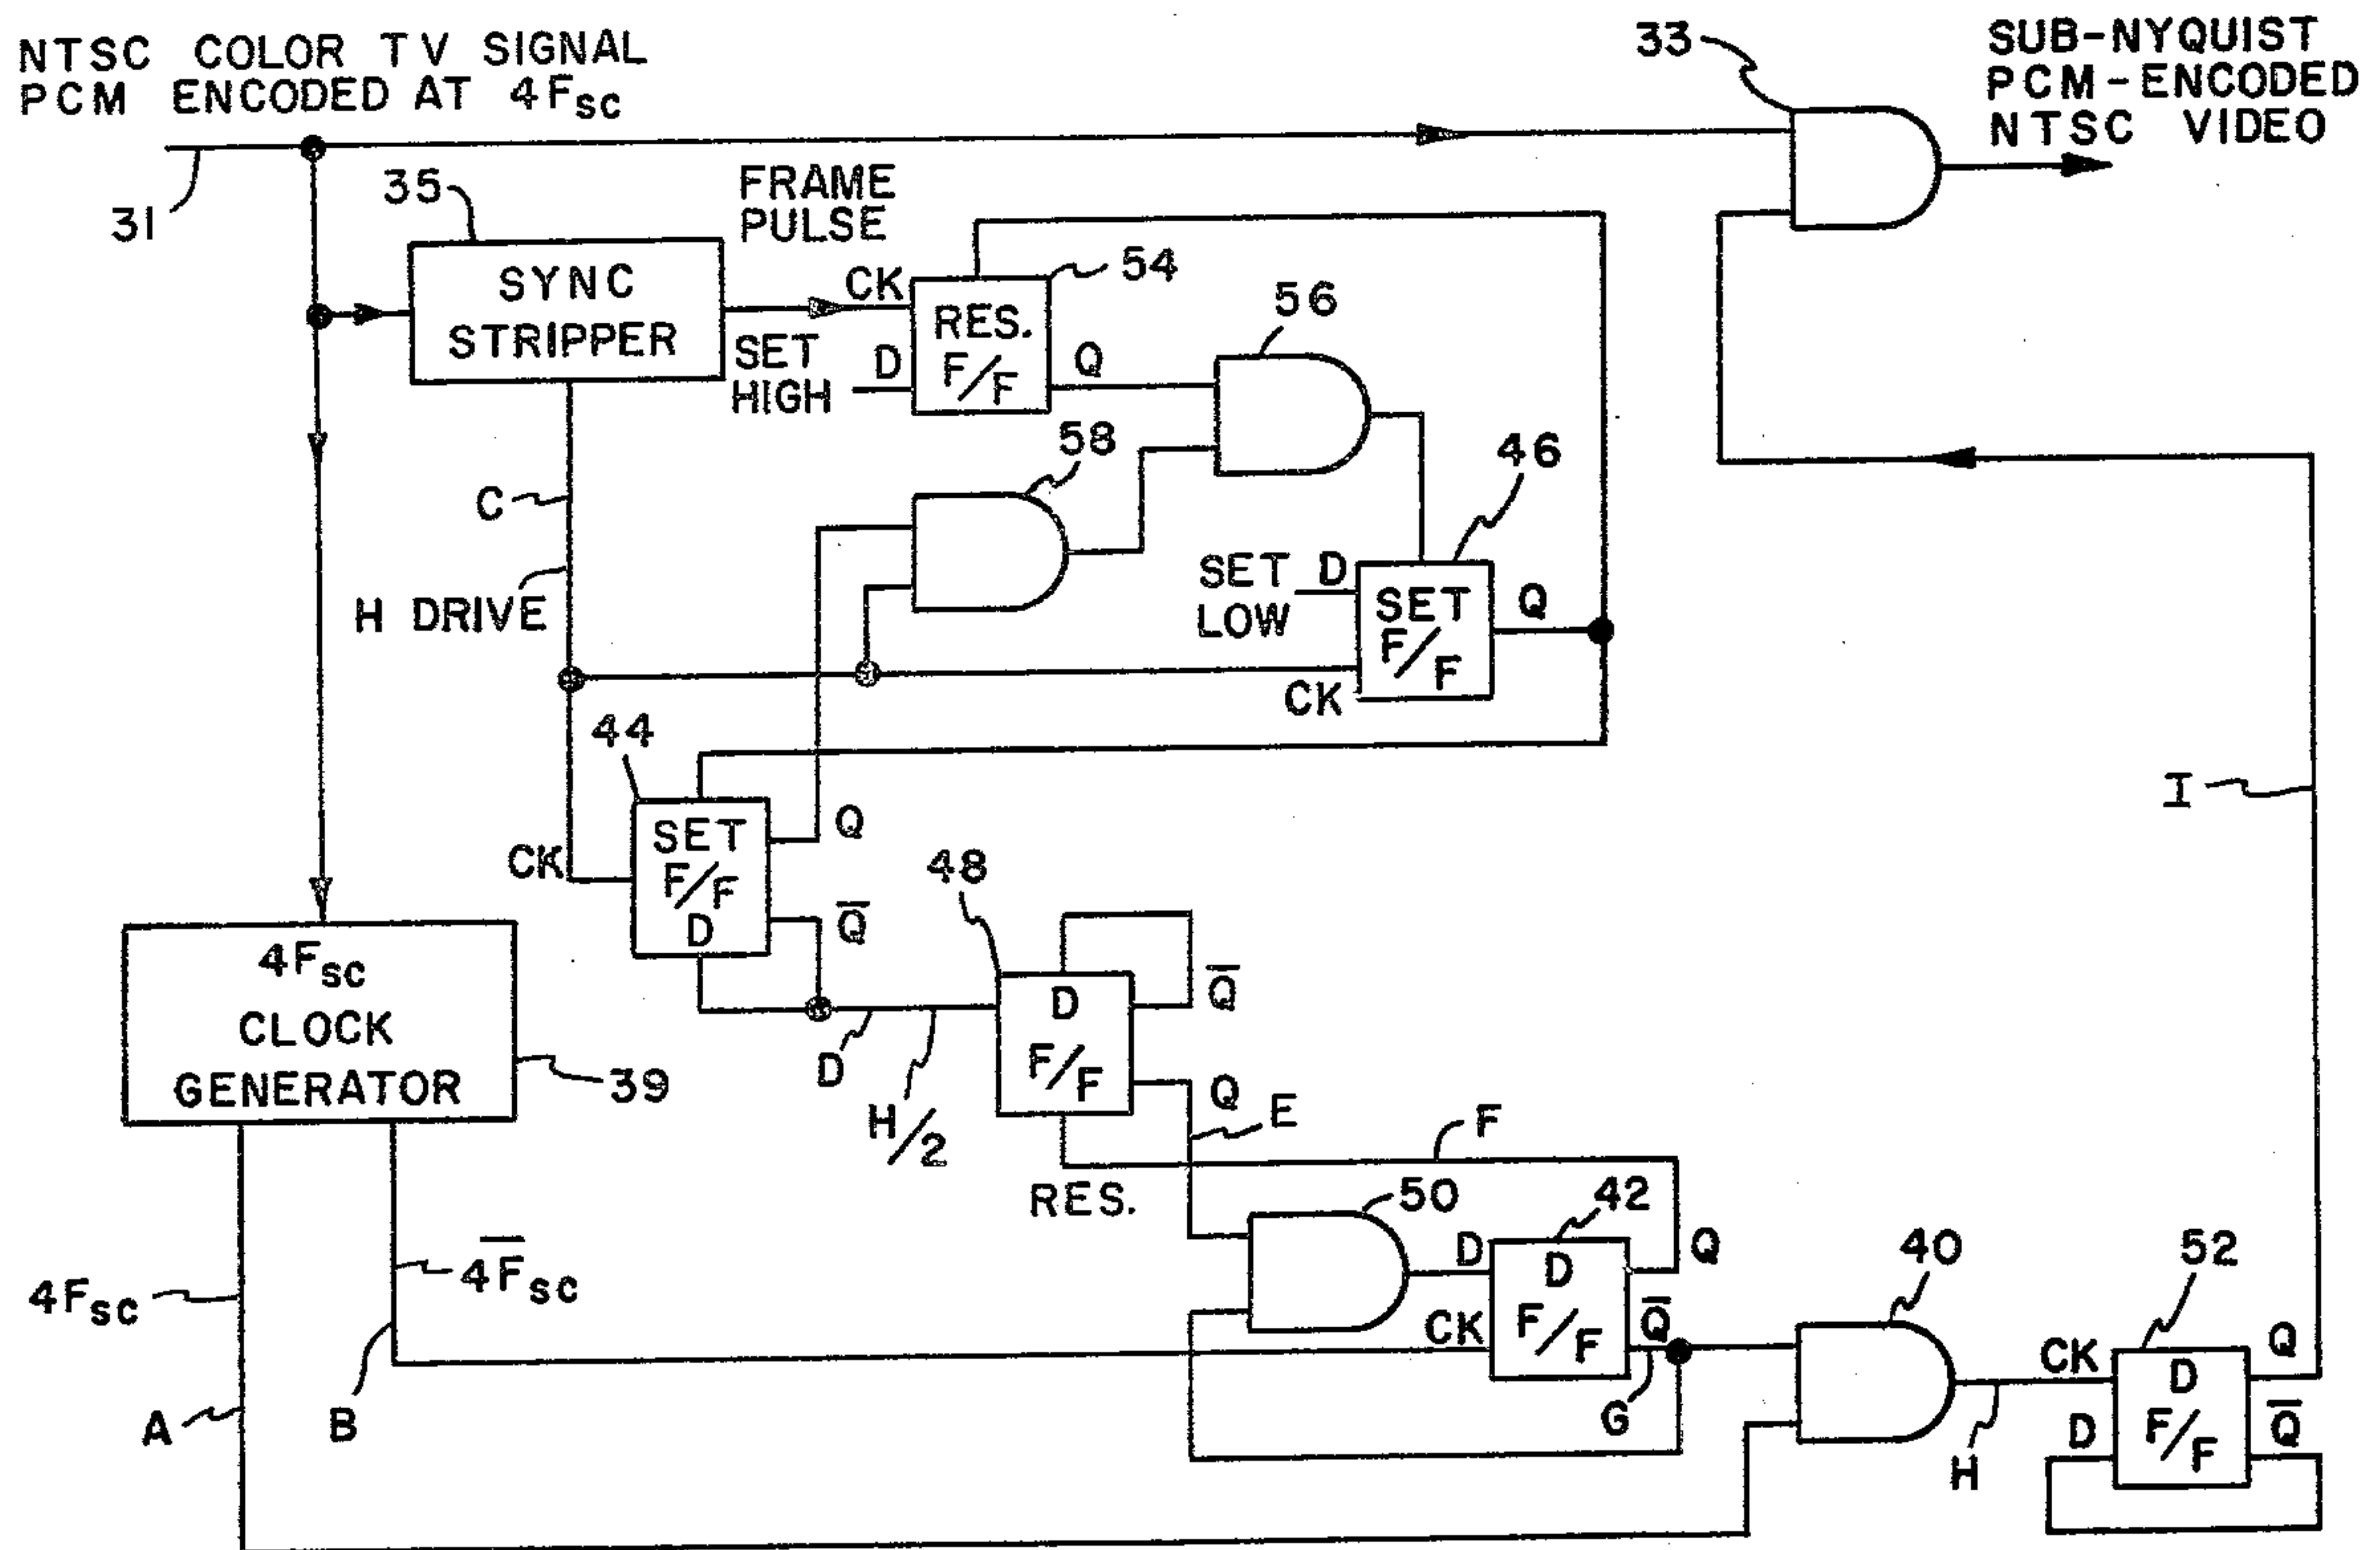 NTSC COLOR TV SIGNAL
PCM ENCODED AT 4Fsc
33
SUB-NYQUIST
PCM-ENCODED
NTSC VIDEO
31
35
FRAME
PULSE
SYNC
STRIPPER
CK
SET
HIGH
D
RES.
F/F
54
Q
56
58
46
C
H DRIVE
SET
LOW
D
SET
F/F
Q
CK
44
CK
SET
F/F
D
Q
Q̅
48
I
4Fsc
CLOCK
GENERATOR
39
D
H/2
D
F/F
Q̅
Q
E
F
RES.
50
42
4Fsc
4F̅sc
D
D
F/F
CK
Q
Q̅
40
52
A
B
G
H
CK
D
D
F/F
Q
Q̅